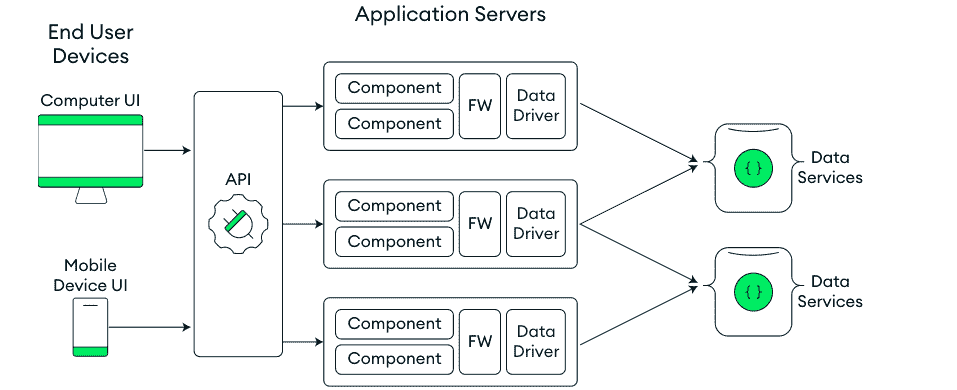 Application Servers
End User
Devices
Computer UI
Mobile
Device UI
API
Component
Component
FW
Data
Driver
Component
Component
FW
Data
Driver
Component
Component
FW
Data
Driver
{ }
Data
Services
{ }
Data
Services